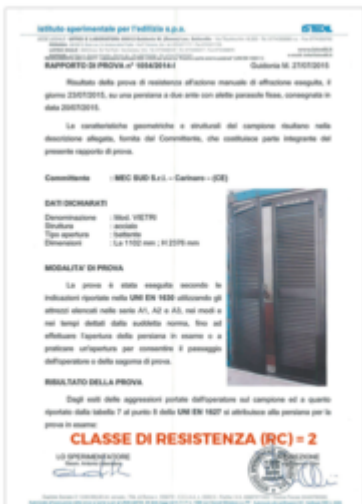 istituto sperimentale per l'edilizia s.p.a.
ISTEDIL
RAPPORTO DI PROVA n° 1034/2015-I Guidonia M. 27/07/2015
Risultato della prova di resistenza all'azione manuale di effrazione eseguita, il
giorno 23/07/2015, su una persiana a due ante con alette parasole fisse, consegnata in
data 20/07/2015.
Le caratteristiche geometriche e strutturali del campione risultano nella
descrizione allegata, fornita dal Committente, che costituisce parte integrante del
presente rapporto di prova.
Committente : MEC SUD S.r.l. – Carinaro – (CE)
DATI DICHIARATI
Denominazione : Mod. VIETRI
Struttura : acciaio
Tipo apertura : battente
Dimensioni : La 1102 mm ; H 2370 mm
MODALITA' DI PROVA
La prova è stata eseguita secondo le
indicazioni riportate nella UNI EN 1630 utilizzando gli
attrezzi elencati nelle serie A1, A2 e A3, nei modi e
nei tempi dettati dalla suddetta norma, fino ad
effettuare l'apertura della persiana in esame o a
praticare un'apertura per consentire il passaggio
dell'operatore o della sagoma di prova.
RISULTATO DELLA PROVA
Dagli esiti delle aggressioni portate dall'operatore sul campione ed a quanto
riportato dalla tabella 7 al punto 8 della UNI EN 1627 si attribuisce alla persiana per la
prova in esame:
CLASSE DI RESISTENZA (RC) = 2
LO SPERIMENTATORE